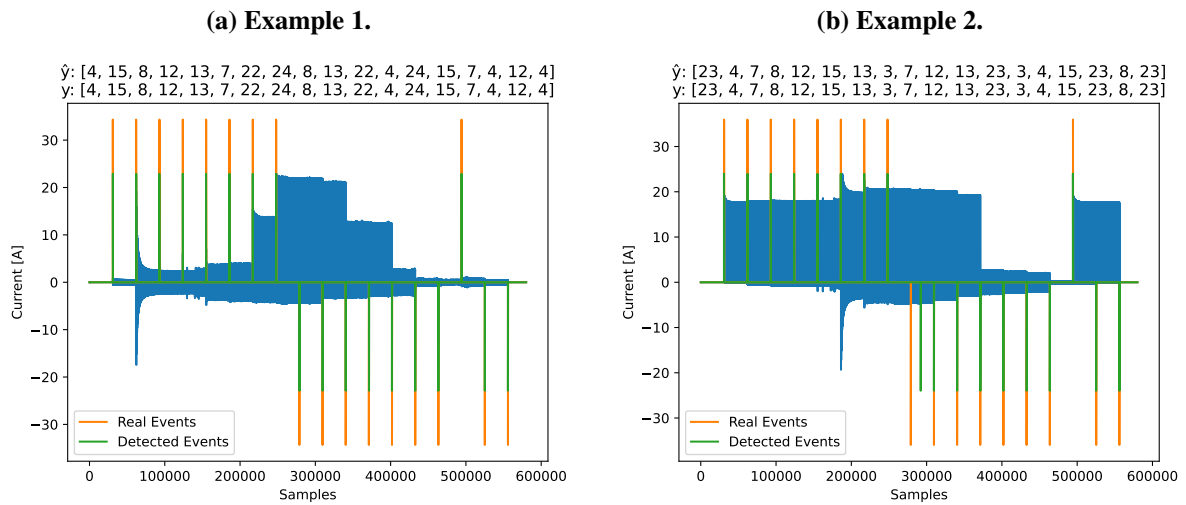 (a) Example 1.
ŷ: [4, 15, 8, 12, 13, 7, 22, 24, 8, 13, 22, 4, 24, 15, 7, 4, 12, 4]
y: [4, 15, 8, 12, 13, 7, 22, 24, 8, 13, 22, 4, 24, 15, 7, 4, 12, 4]
30
20
10
0
−10
−20
−30
Current [A]
Real Events
Detected Events
0 100000 200000 300000 400000 500000 600000
Samples
(b) Example 2.
ŷ: [23, 4, 7, 8, 12, 15, 13, 3, 7, 12, 13, 23, 3, 4, 15, 23, 8, 23]
y: [23, 4, 7, 8, 12, 15, 13, 3, 7, 12, 13, 23, 3, 4, 15, 23, 8, 23]
30
20
10
0
−10
−20
−30
Current [A]
Real Events
Detected Events
0 100000 200000 300000 400000 500000 600000
Samples